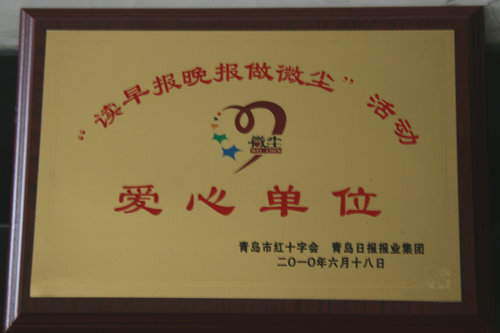 “读早报晚报做微尘”活动
微尘
WEI CHEN
爱心单位
青岛市红十字会 青岛日报报业集团
二〇一〇年六月十八日